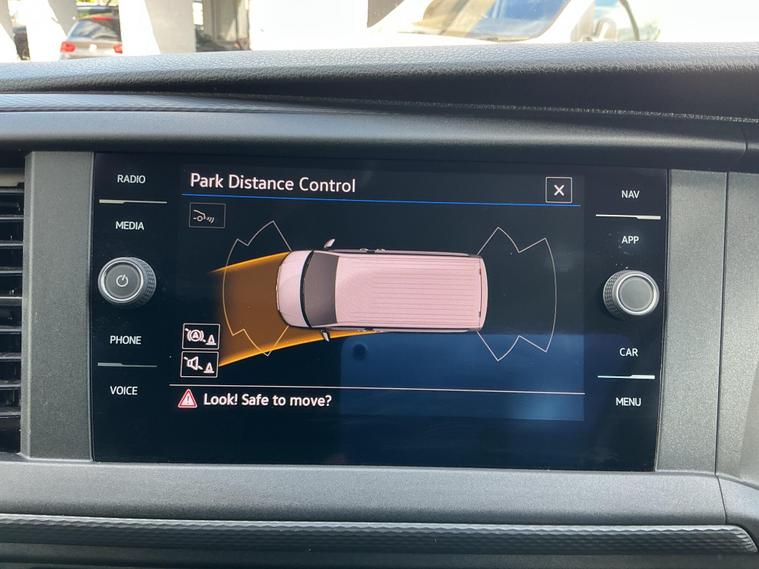 RADIO
MEDIA
PHONE
VOICE
Park Distance Control
Look! Safe to move?
NAV
APP
CAR
MENU